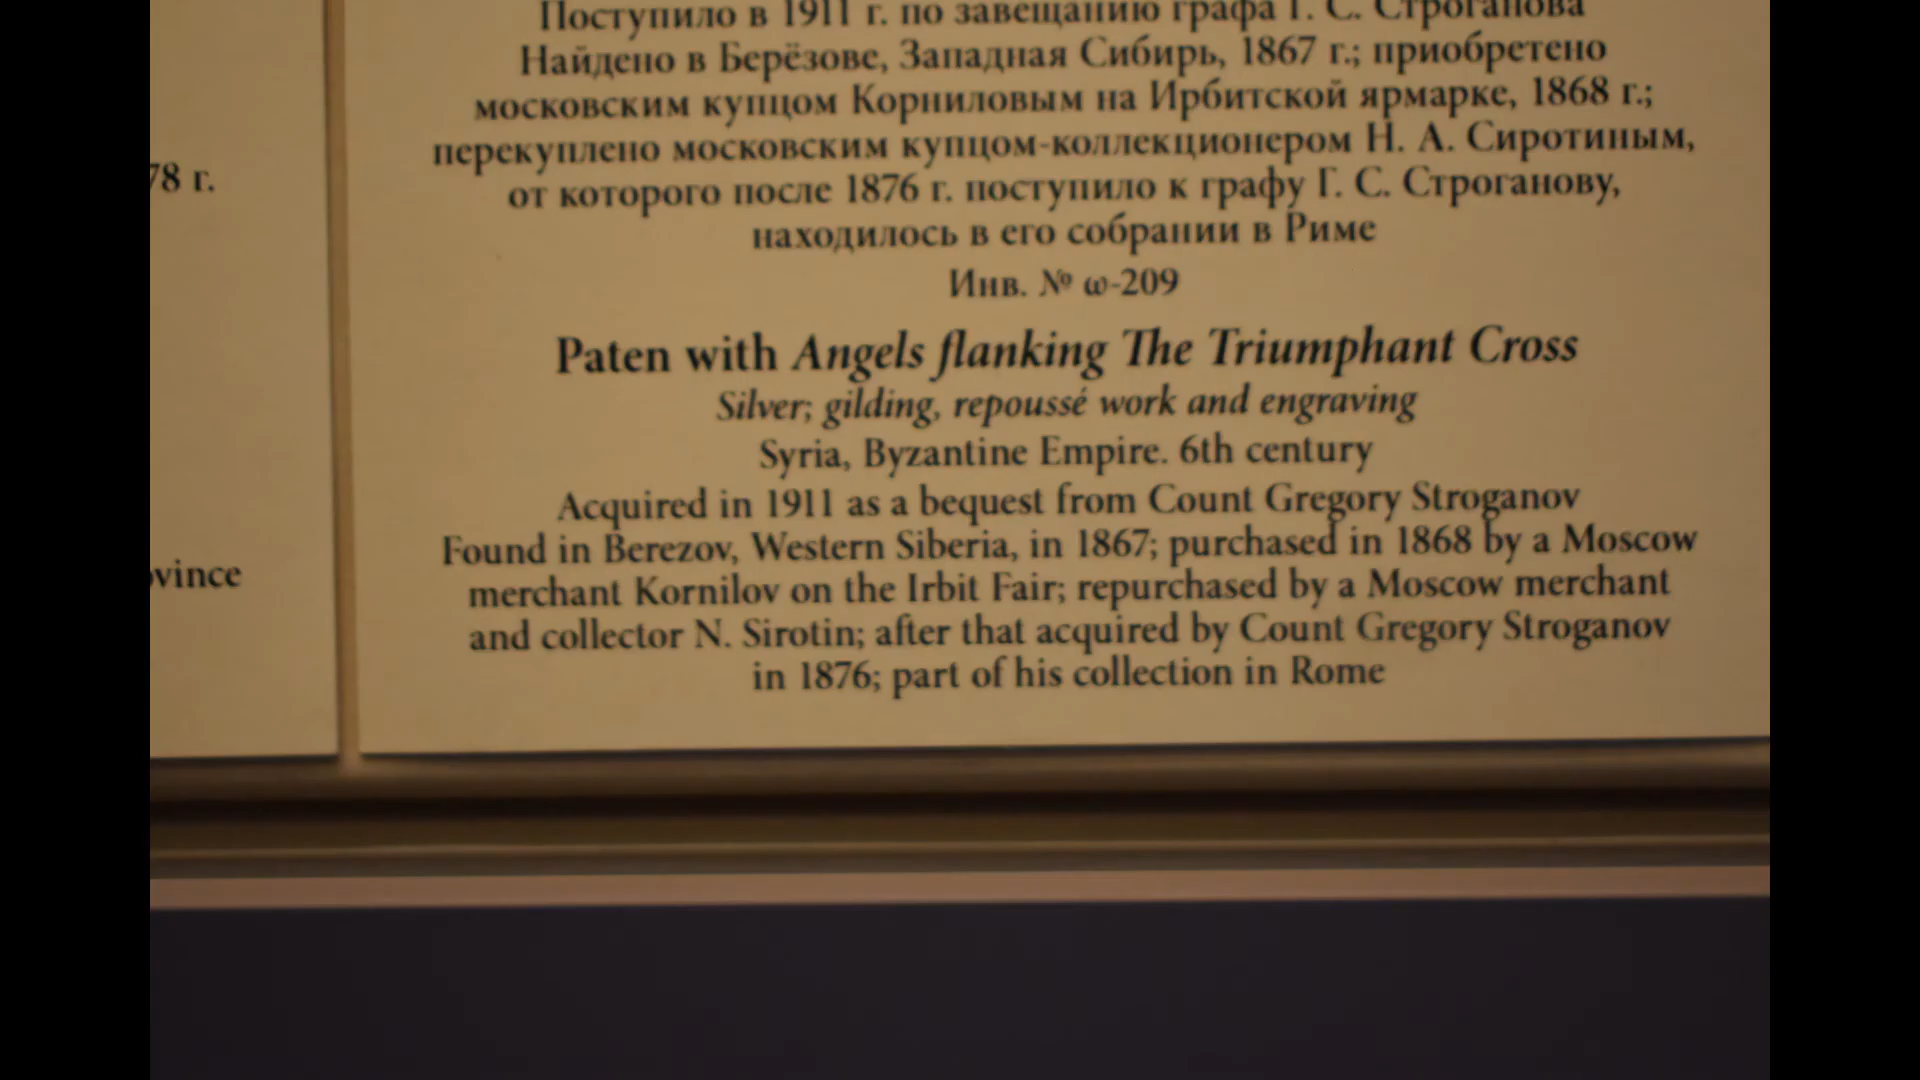 Поступило в 1911 г. по завещанию графа Г. С. Строганова
Найдено в Берёзове, Западная Сибирь, 1867 г.; приобретено
московским купцом Корниловым на Ирбитской ярмарке, 1868 г.;
перекуплено московским купцом-коллекционером Н. А. Сиротиным,
от которого после 1876 г. поступило к графу Г. С. Строганову,
находилось в его собрании в Риме
Инв. № ω-209
Paten with Angels flanking The Triumphant Cross
Silver; gilding, repoussé work and engraving
Syria, Byzantine Empire. 6th century
Acquired in 1911 as a bequest from Count Gregory Stroganov
Found in Berezov, Western Siberia, in 1867; purchased in 1868 by a Moscow
merchant Kornilov on the Irbit Fair; repurchased by a Moscow merchant
and collector N. Sirotin; after that acquired by Count Gregory Stroganov
in 1876; part of his collection in Rome
78 г.